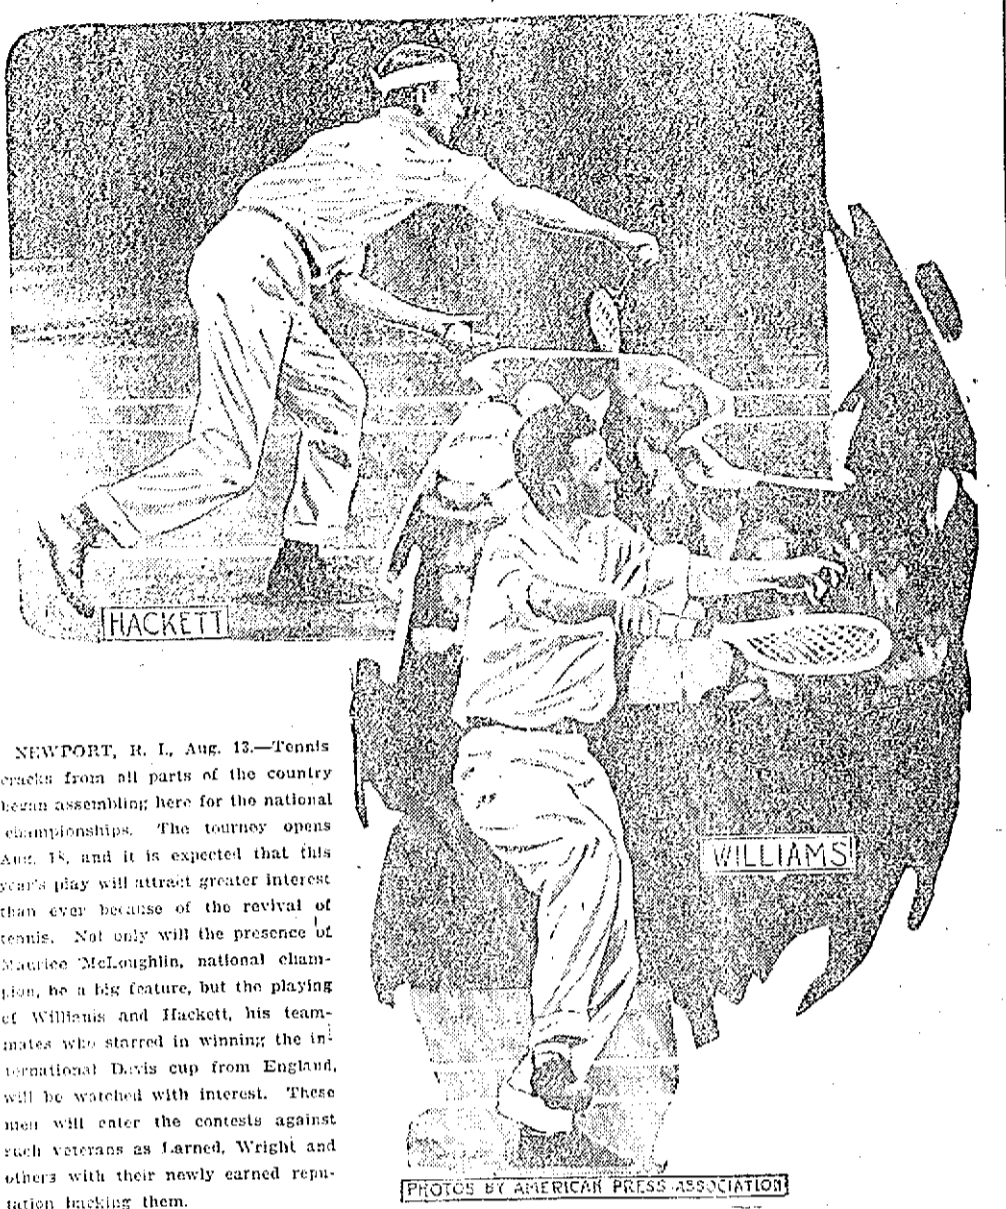 HACKETT
NEWPORT, R. I., Aug. 13.—Tennis
cracks from all parts of the country
began assembling here for the national
championships. The tourney opens
Aug. 18, and it is expected that this
year's play will attract greater interest
than ever because of the revival of
tennis. Not only will the presence of
Maurice McLoughlin, national cham-
pion, be a big feature, but the playing
of Williams and Hackett, his team-
mates who starred in winning the in-
ternational Davis cup from England,
will be watched with interest. These
men will enter the contests against
such veterans as Larned, Wright and
others with their newly earned repu-
tation backing them.
WILLIAMS
PHOTOS BY AMERICAN PRESS ASSOCIATION